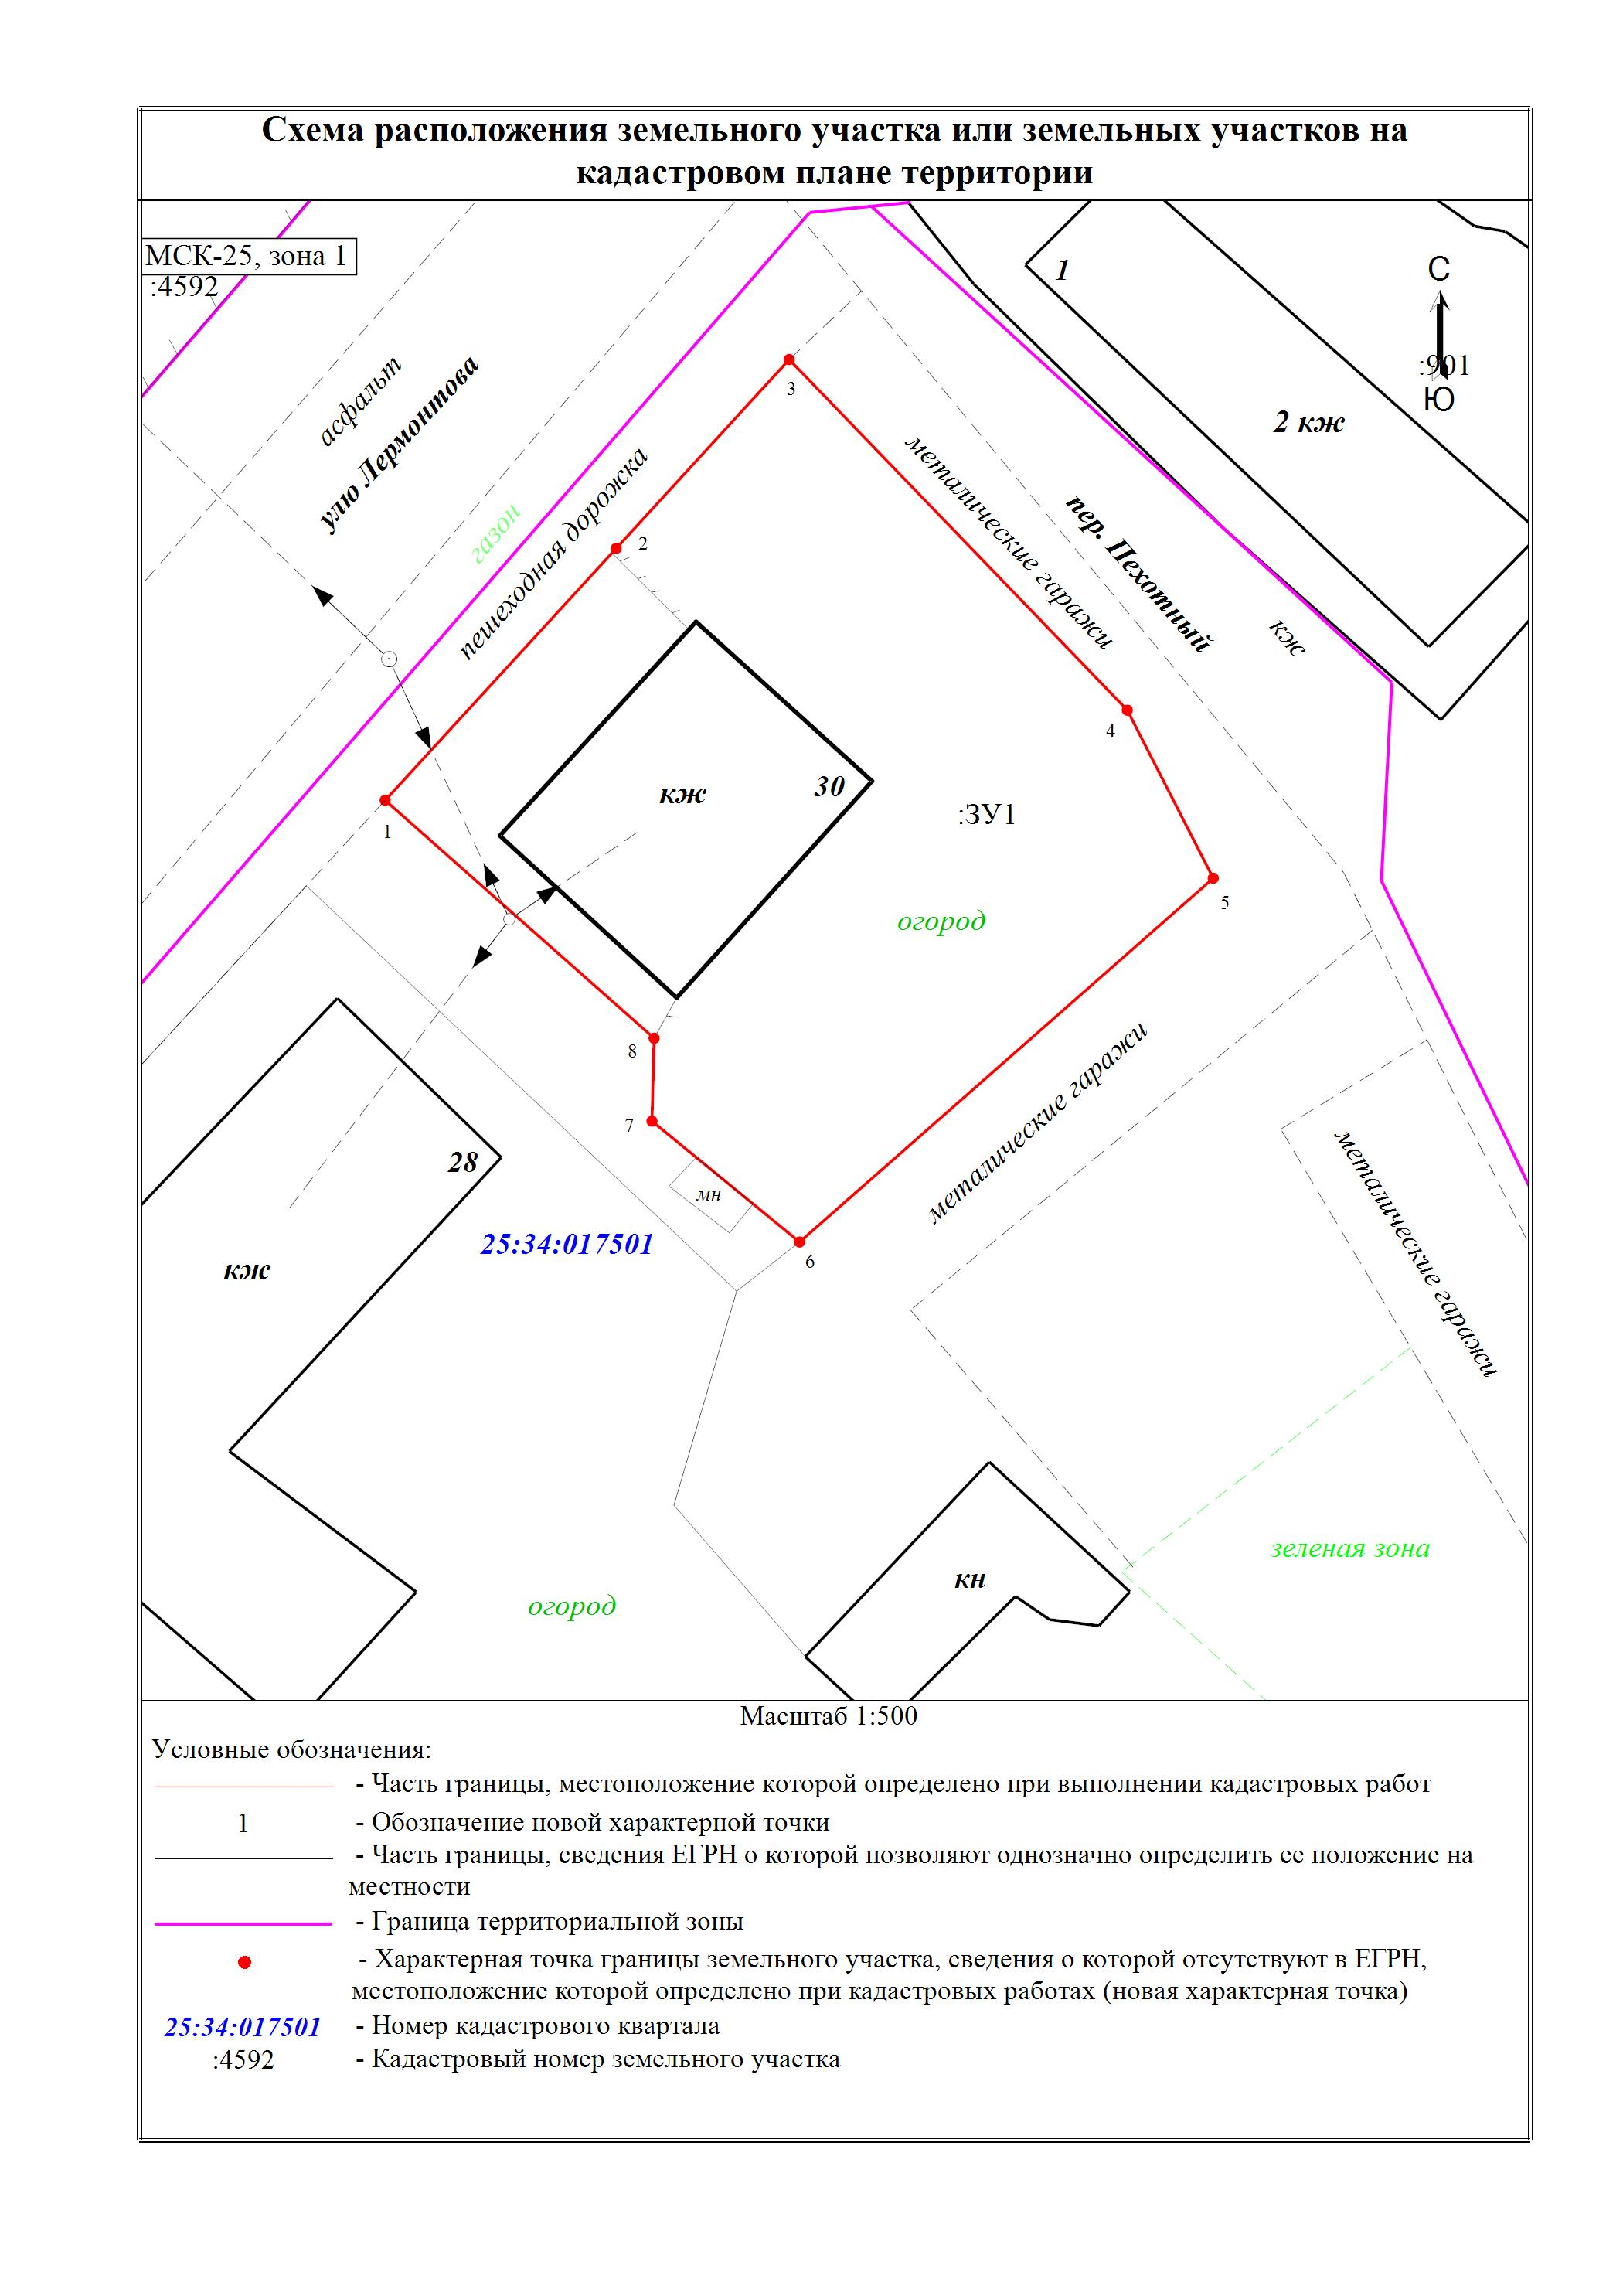 Схема расположения земельного участка или земельных участков на
кадастровом плане территории
МСК-25, зона 1
:4592
1
С
:901
Ю
2 кж
асфальт
улю Лермонтова
газон
пешеходная дорожка
3
2
металические гаражи
пер. Пехотный
кжс
4
кж
30
:ЗУ1
1
5
огород
8
7
28
мн
25:34:017501
6
кж
металические гаражи
металические гаражи
зеленая зона
кн
огород
Масштаб 1:500
Условные обозначения:
- Часть границы, местоположение которой определено при выполнении кадастровых работ
1 - Обозначение новой характерной точки
- Часть границы, сведения ЕГРН о которой позволяют однозначно определить ее положение на
местности
- Граница территориальной зоны
- Характерная точка границы земельного участка, сведения о которой отсутствуют в ЕГРН,
местоположение которой определено при кадастровых работах (новая характерная точка)
25:34:017501 - Номер кадастрового квартала
:4592 - Кадастровый номер земельного участка